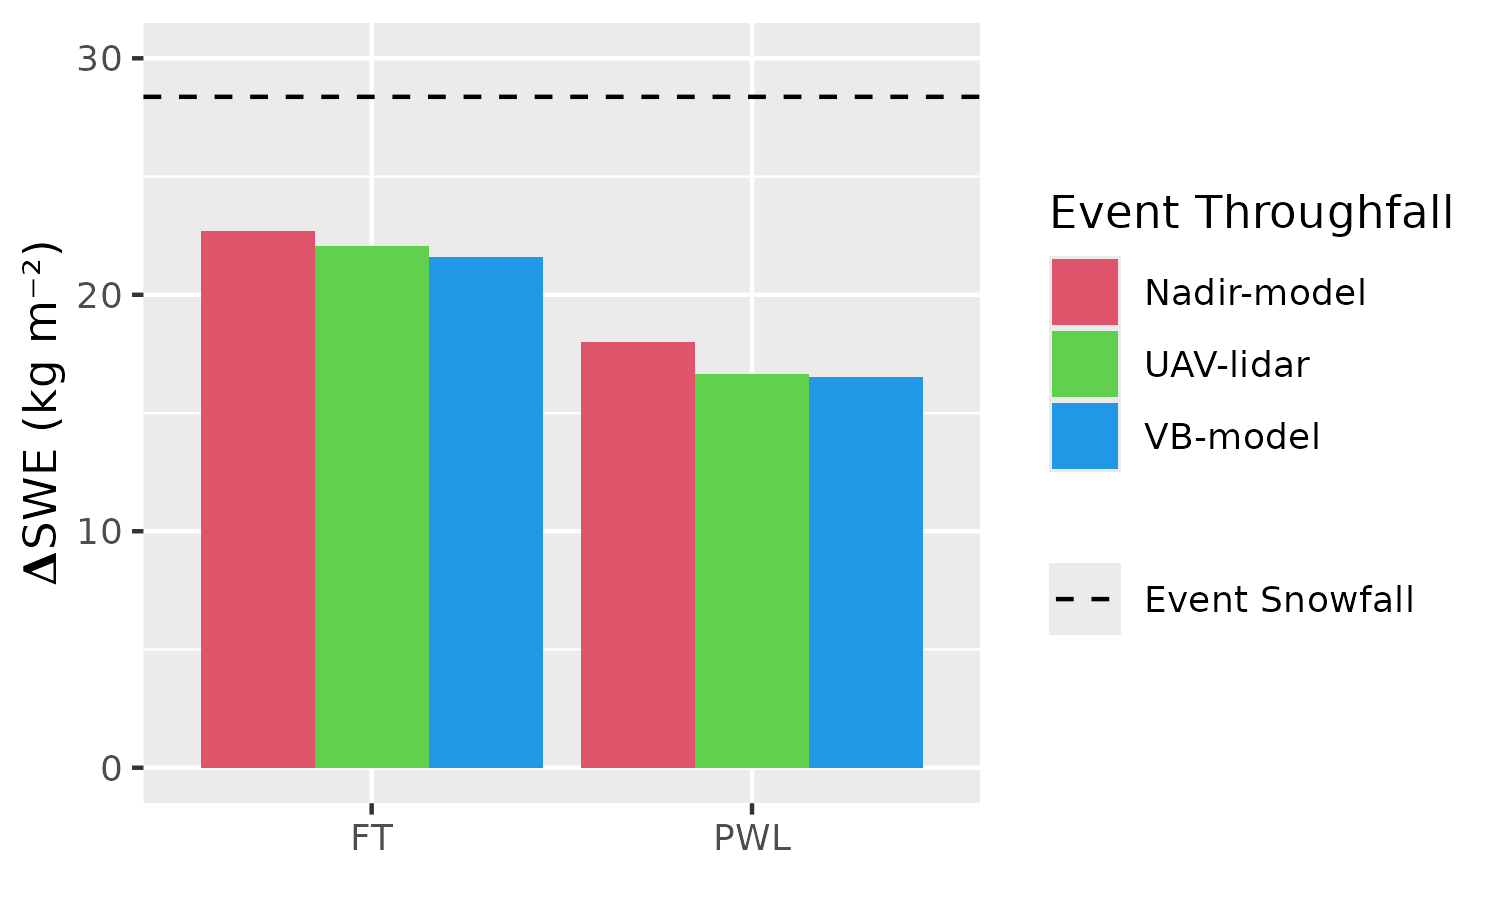 30
20
10
0
ΔSWE (kg m⁻²)
FT
PWL
Event Throughfall
Nadir-model
UAV-lidar
VB-model
Event Snowfall